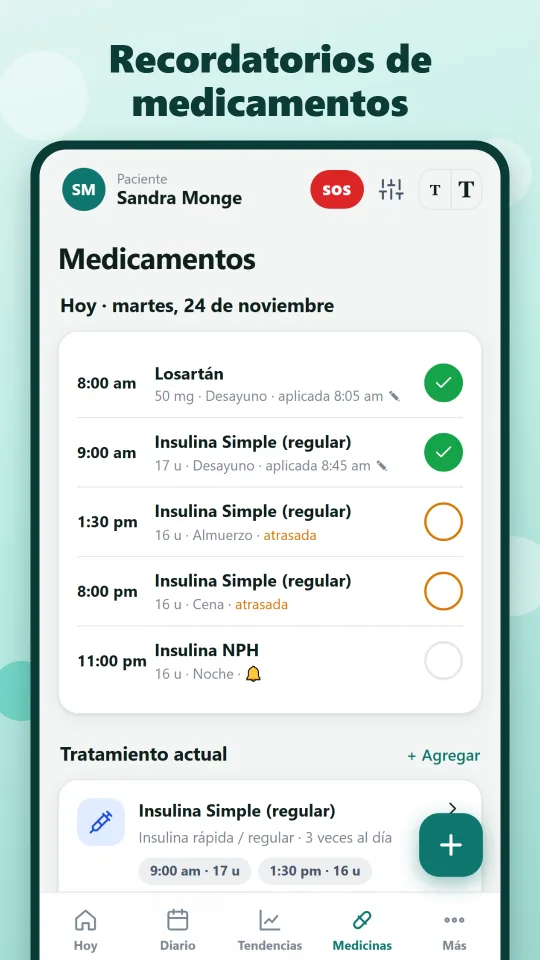 Recordatorios de
medicamentos
SM
Paciente
Sandra Monge
SOS
T T
Medicamentos
Hoy · martes, 24 de noviembre
8:00 am
Losartán
50 mg · Desayuno · aplicada 8:05 am
9:00 am
Insulina Simple (regular)
17 u · Desayuno · aplicada 8:45 am
1:30 pm
Insulina Simple (regular)
16 u · Almuerzo · atrasada
8:00 pm
Insulina Simple (regular)
16 u · Cena · atrasada
11:00 pm
Insulina NPH
16 u · Noche · 🔔
Tratamiento actual
+ Agregar
Insulina Simple (regular)
Insulina rápida / regular · 3 veces al día
9:00 am · 17 u
1:30 pm · 16 u
Hoy
Diario
Tendencias
Medicinas
Más